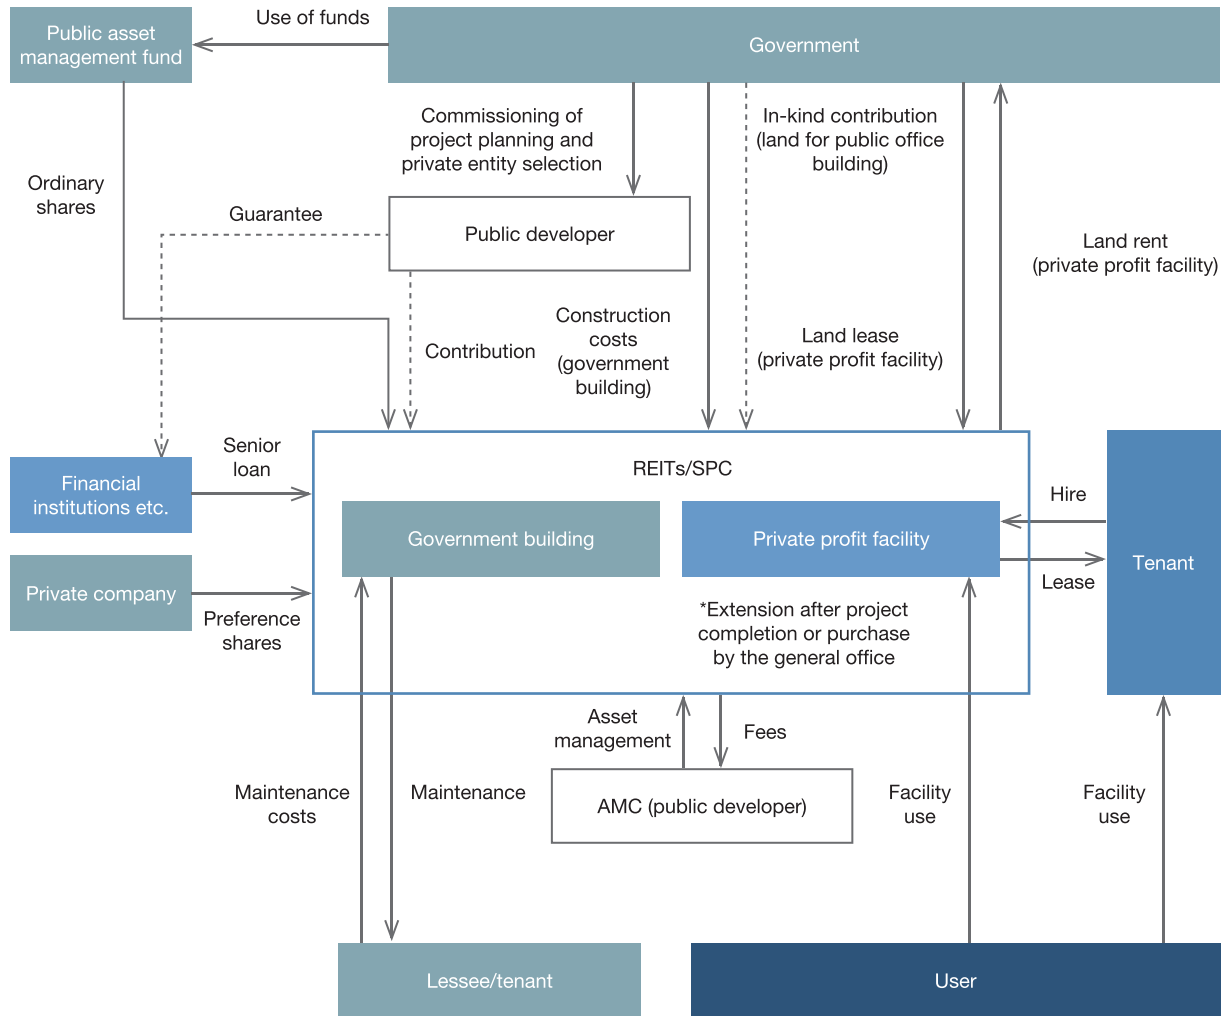 Public asset
management fund
Use of funds
Government
Commissioning of
project planning and
private entity selection
In-kind contribution
(land for public office
building)
Ordinary
shares
Guarantee
Public developer
Land rent
(private profit facility)
Contribution
Construction
costs
(government
building)
Land lease
(private profit facility)
Senior
loan
Financial
institutions etc.
REITs/SPC
Government building
Private profit facility
Hire
Tenant
Lease
Private company
Preference
shares
*Extension after project
completion or purchase
by the general office
Asset
management
Fees
Maintenance
costs
Maintenance
AMC (public developer)
Facility
use
Facility
use
Lessee/tenant
User